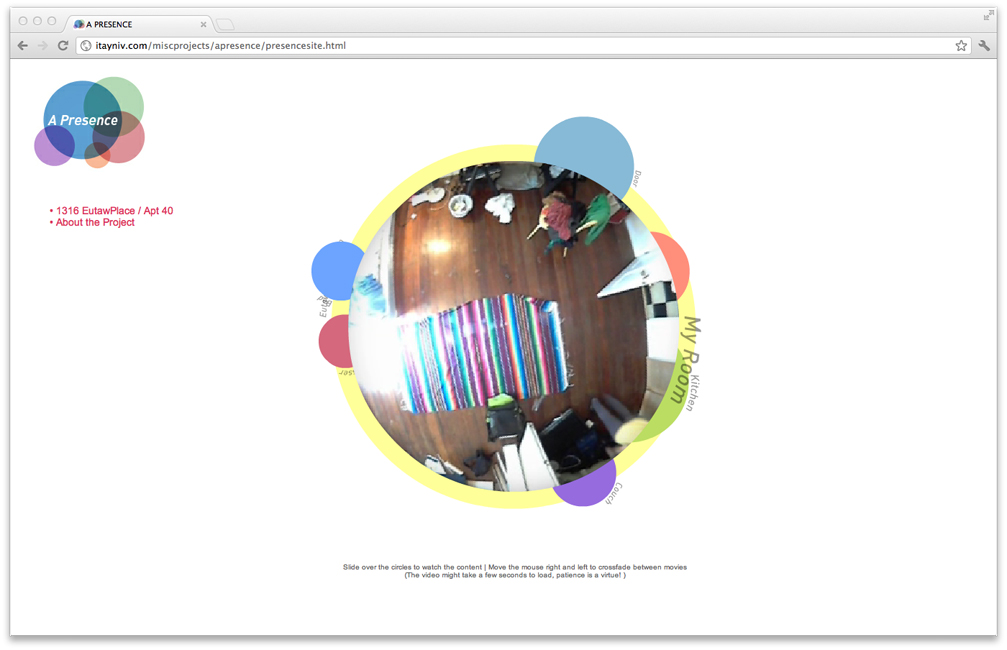 A PRESENCE
itayniv.com/miscprojects/apresence/presencesite.html
A Presence
• 1316 EutawPlace / Apt 40
• About the Project
Door
My Room
Kitchen
Couch
Slide over the circles to watch the content | Move the mouse right and left to crossfade between movies
(The video might take a few seconds to load, patience is a virtue! )